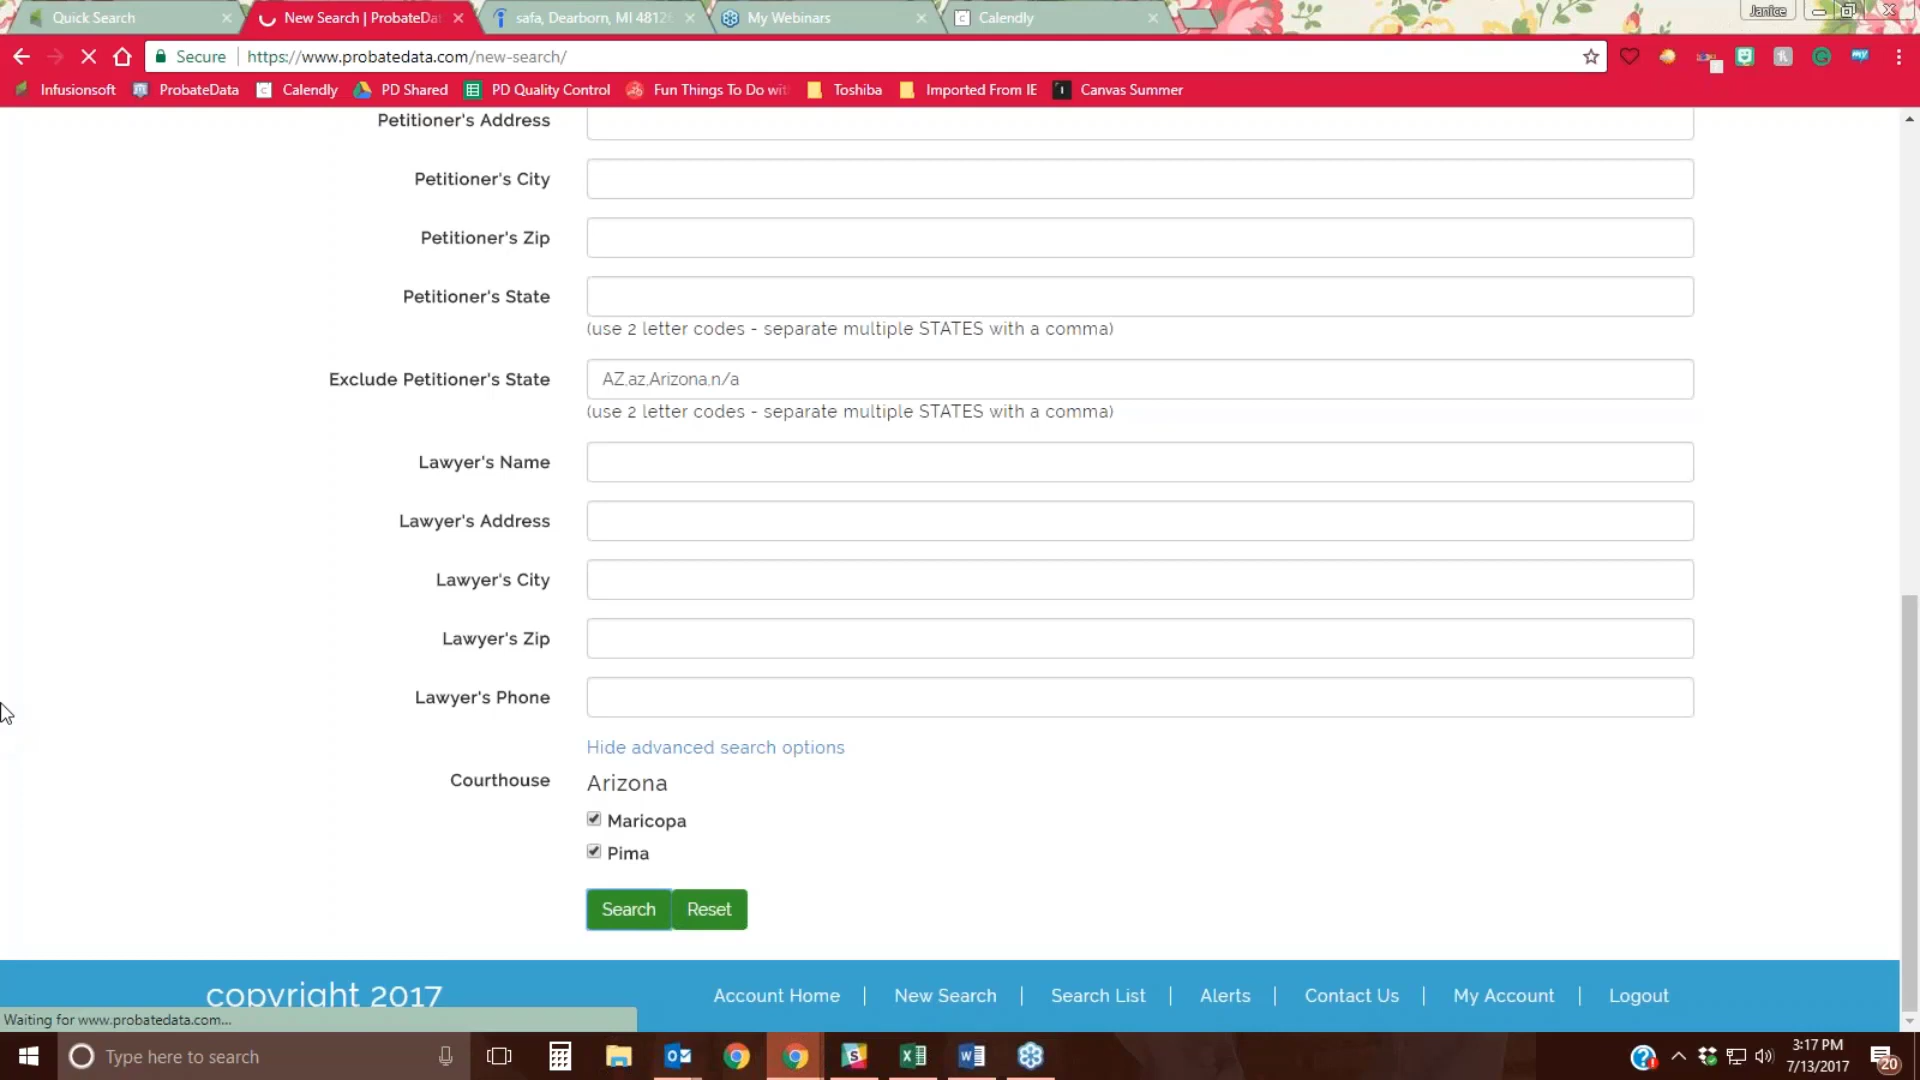 Quick Search
New Search | ProbateDat
safa, Dearborn, MI 48126
My Webinars
Calendly
Janice
Secure
https://www.probatedata.com/new-search/
Infusionsoft
ProbateData
Calendly
PD Shared
PD Quality Control
Fun Things To Do wit
Toshiba
Imported From IE
Canvas Summer
Petitioner's Address
Petitioner's City
Petitioner's Zip
Petitioner's State
(use 2 letter codes - separate multiple STATES with a comma)
Exclude Petitioner's State
AZ,az,Arizona,n/a
(use 2 letter codes - separate multiple STATES with a comma)
Lawyer's Name
Lawyer's Address
Lawyer's City
Lawyer's Zip
Lawyer's Phone
Hide advanced search options
Courthouse
Arizona
Maricopa
Pima
Search
Reset
copyright 2017
Account Home | New Search | Search List | Alerts | Contact Us | My Account | Logout
Waiting for www.probatedata.com...
Type here to search
3:17 PM
7/13/2017
20